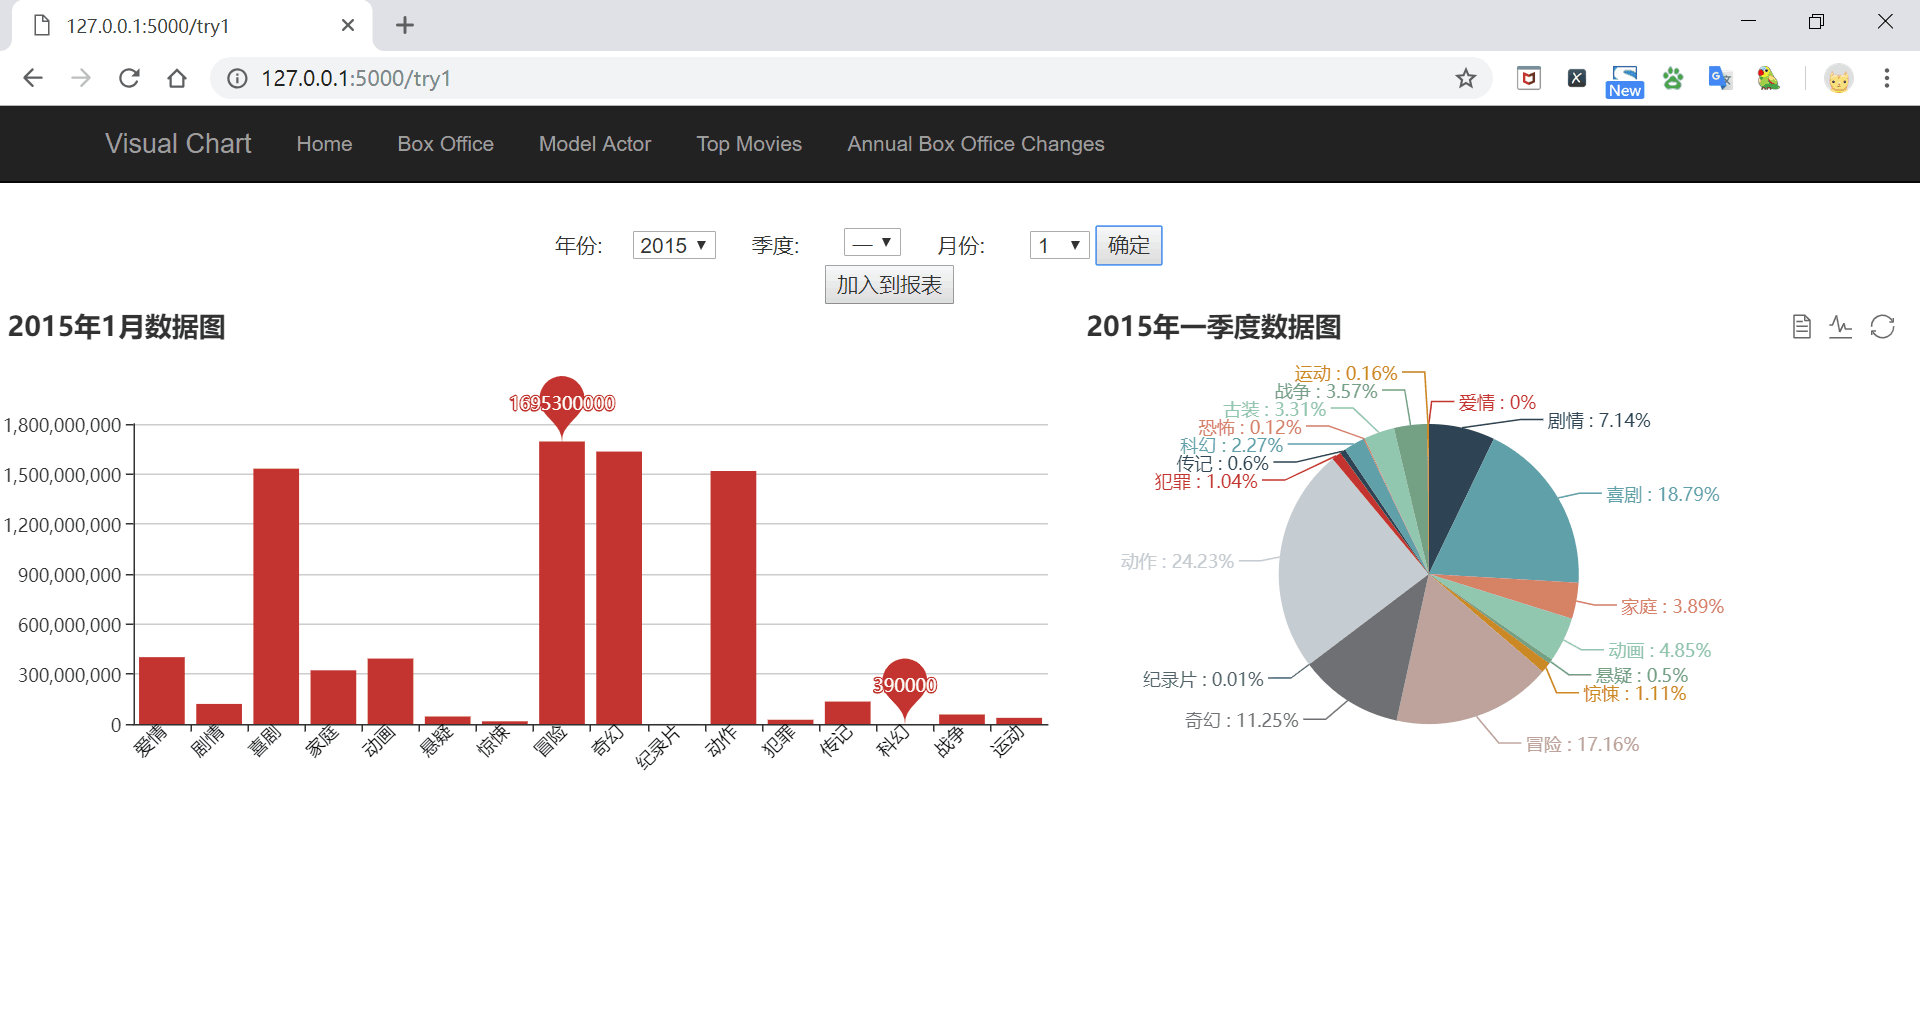 127.0.0.1:5000/try1
127.0.0.1:5000/try1
New
Visual Chart Home Box Office Model Actor Top Movies Annual Box Office Changes
年份: 2015 季度: — 月份: 1 确定
加入到报表
2015年1月数据图
1695300000
390000
1,800,000,000
1,500,000,000
1,200,000,000
900,000,000
600,000,000
300,000,000
0
爱情 剧情 喜剧 家庭 动画 悬疑 惊悚 冒险 奇幻 纪录片 动作 犯罪 传记 科幻 战争 运动
2015年一季度数据图
运动 : 0.16%
战争 : 3.57%
古装 : 3.31%
恐怖 : 0.12%
科幻 : 2.27%
传记 : 0.6%
犯罪 : 1.04%
动作 : 24.23%
纪录片 : 0.01%
奇幻 : 11.25%
爱情 : 0%
剧情 : 7.14%
喜剧 : 18.79%
家庭 : 3.89%
动画 : 4.85%
悬疑 : 0.5%
惊悚 : 1.11%
冒险 : 17.16%